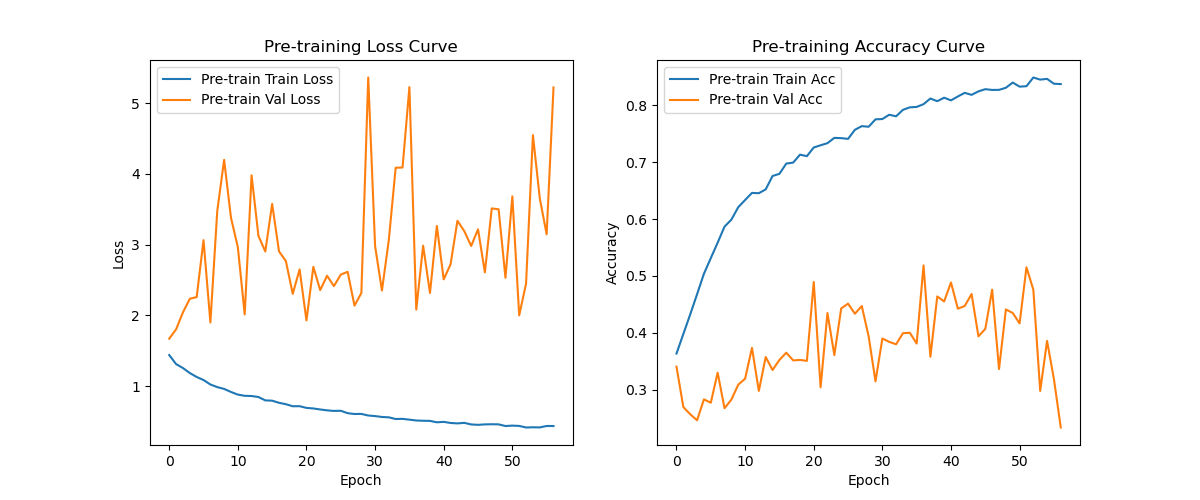 Pre-training Loss Curve
Pre-train Train Loss
Pre-train Val Loss
Loss
5
4
3
2
1
0
10
20
30
40
50
Epoch
Pre-training Accuracy Curve
Pre-train Train Acc
Pre-train Val Acc
Accuracy
0.8
0.7
0.6
0.5
0.4
0.3
0
10
20
30
40
50
Epoch